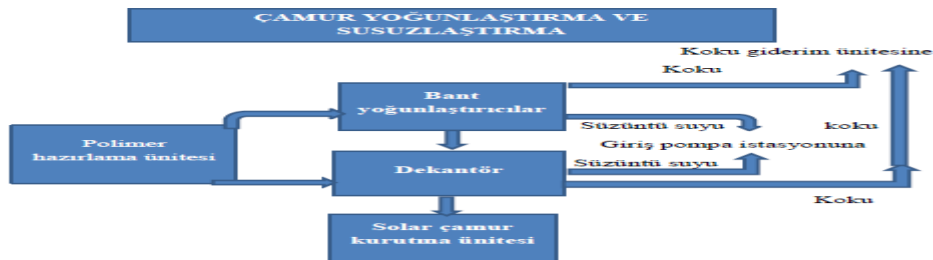 ÇAMUR YOĞUNLAŞTIRMA VE
SUSUZLAŞTIRMA
Koku giderim ünitesine
Koku
Bant
yoğunlaştırıcılar
Süzüntü suyu
koku
Polimer
hazırlama ünitesi
Giriş pompa istasyonuna
Süzüntü suyu
Dekantör
Koku
Solar çamur
kurutma ünitesi